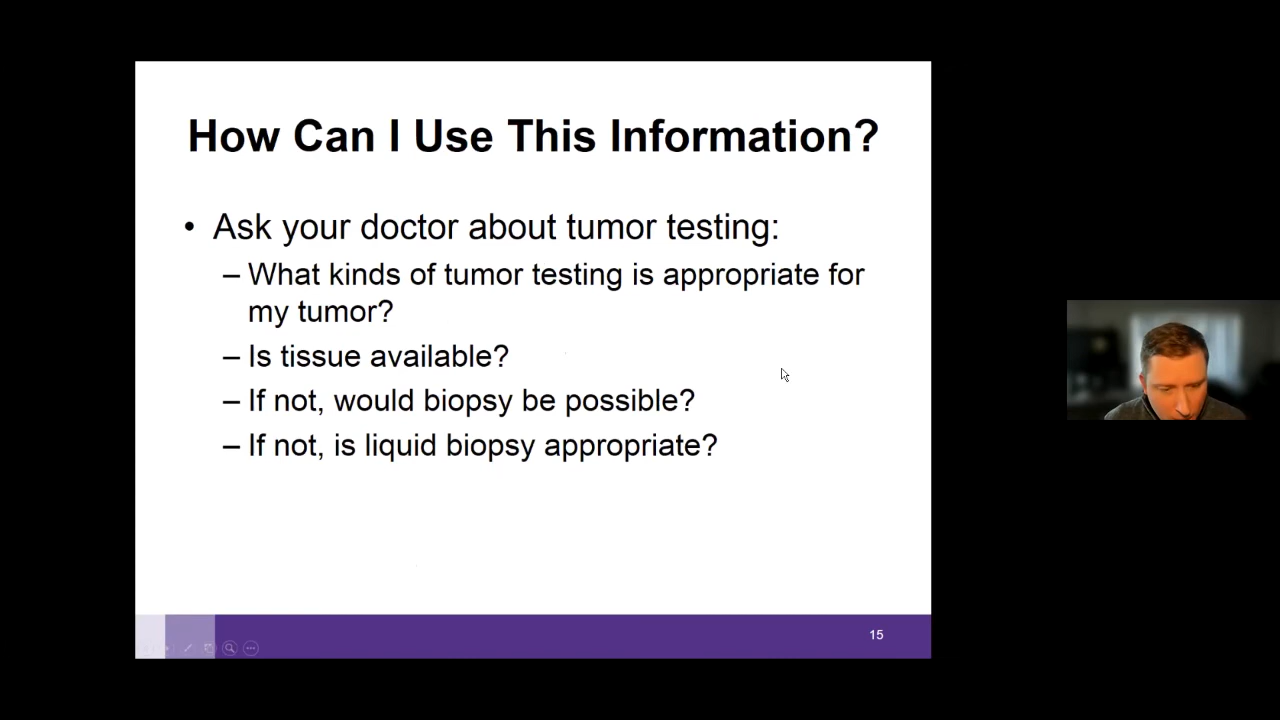 How Can I Use This Information?
• Ask your doctor about tumor testing:
– What kinds of tumor testing is appropriate for
my tumor?
– Is tissue available?
– If not, would biopsy be possible?
– If not, is liquid biopsy appropriate?
15